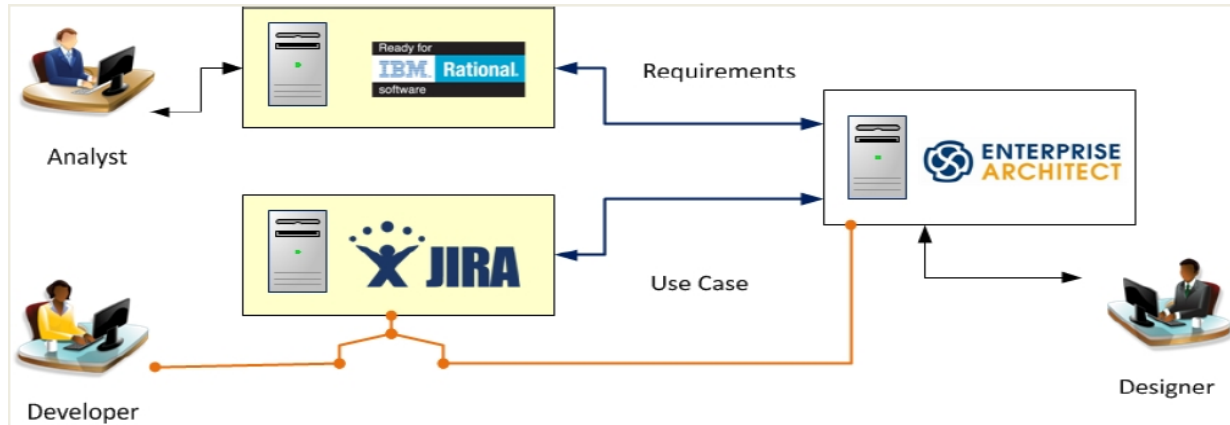 Ready for
IBM. Rational.
software
Requirements
Analyst
ENTERPRISE
ARCHITECT
JIRA
Use Case
Developer
Designer